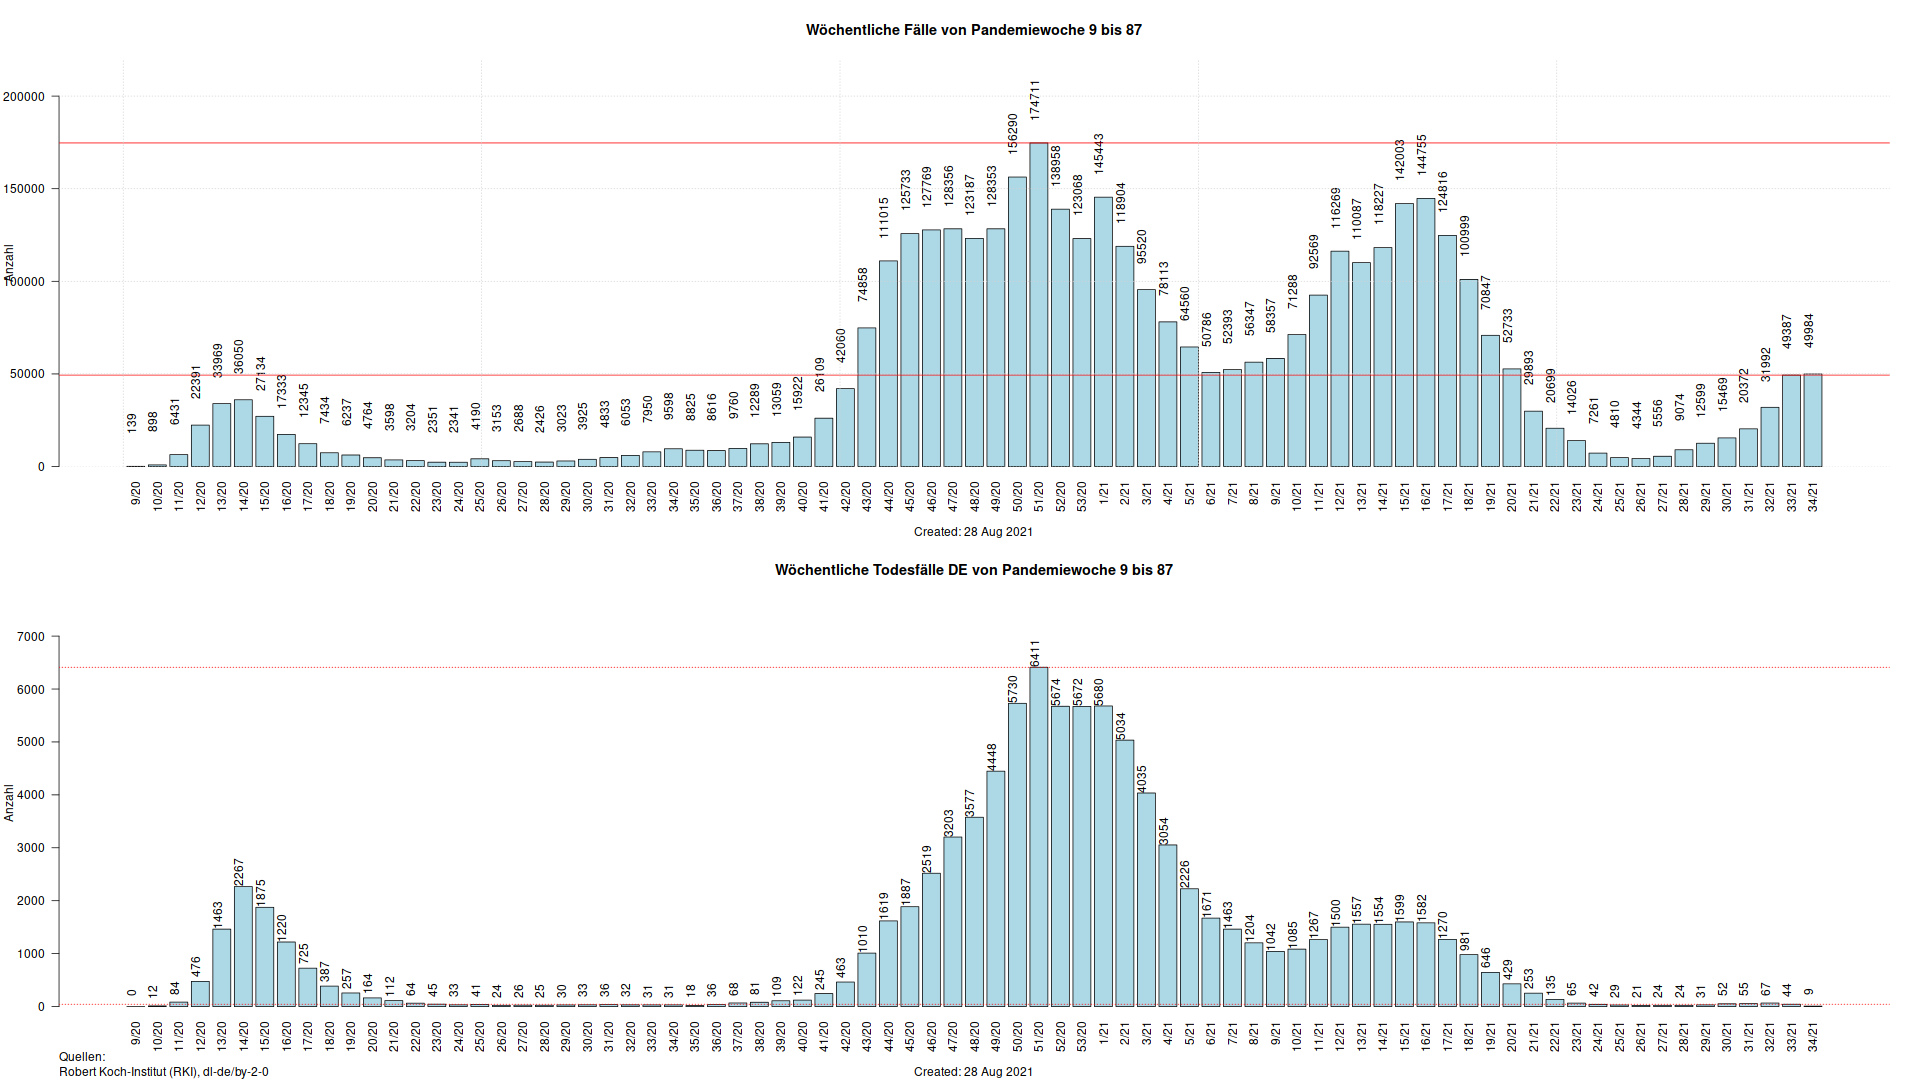 Wöchentliche Fälle von Pandemiewoche 9 bis 87
Anzahl
200000
150000
100000
50000
0
139 898 6431 22391 33969 36050 27134 17333 12345 7434 6237 4764 3598 3204 2351 2341 4190 3153 2688 2426 3023 3925 4833 6053 7950 9598 8825 8616 9760 12289 13059 15922 26109 42060 74858 111015 125733 127769 128356 123187 128353 156290 174711 138958 123068 145443 118904 95520 78113 64560 50786 52393 56347 58357 71288 92569 116269 110087 118227 142003 144755 124816 100999 70847 52733 29893 20699 14026 7261 4810 4344 5556 9074 12599 15469 20372 31992 49387 49984
9/20 10/20 11/20 12/20 13/20 14/20 15/20 16/20 17/20 18/20 19/20 20/20 21/20 22/20 23/20 24/20 25/20 26/20 27/20 28/20 29/20 30/20 31/20 32/20 33/20 34/20 35/20 36/20 37/20 38/20 39/20 40/20 41/20 42/20 43/20 44/20 45/20 46/20 47/20 48/20 49/20 50/20 51/20 52/20 53/20 1/21 2/21 3/21 4/21 5/21 6/21 7/21 8/21 9/21 10/21 11/21 12/21 13/21 14/21 15/21 16/21 17/21 18/21 19/21 20/21 21/21 22/21 23/21 24/21 25/21 26/21 27/21 28/21 29/21 30/21 31/21 32/21 33/21 34/21
Created: 28 Aug 2021
Wöchentliche Todesfälle DE von Pandemiewoche 9 bis 87
Anzahl
7000
6000
5000
4000
3000
2000
1000
0
0 12 84 476 1463 2267 1875 1220 725 387 257 164 112 64 45 33 41 24 26 25 30 33 36 32 31 31 18 36 68 81 109 122 245 463 1010 1619 1887 2519 3203 3577 4448 5730 6411 5674 5672 5680 5034 4035 3054 2226 1671 1463 1204 1042 1085 1267 1500 1557 1554 1599 1582 1270 981 646 429 253 135 65 42 29 21 24 24 31 52 55 67 44 9
9/20 10/20 11/20 12/20 13/20 14/20 15/20 16/20 17/20 18/20 19/20 20/20 21/20 22/20 23/20 24/20 25/20 26/20 27/20 28/20 29/20 30/20 31/20 32/20 33/20 34/20 35/20 36/20 37/20 38/20 39/20 40/20 41/20 42/20 43/20 44/20 45/20 46/20 47/20 48/20 49/20 50/20 51/20 52/20 53/20 1/21 2/21 3/21 4/21 5/21 6/21 7/21 8/21 9/21 10/21 11/21 12/21 13/21 14/21 15/21 16/21 17/21 18/21 19/21 20/21 21/21 22/21 23/21 24/21 25/21 26/21 27/21 28/21 29/21 30/21 31/21 32/21 33/21 34/21
Quellen:
Robert Koch-Institut (RKI), dl-de/by-2-0
Created: 28 Aug 2021